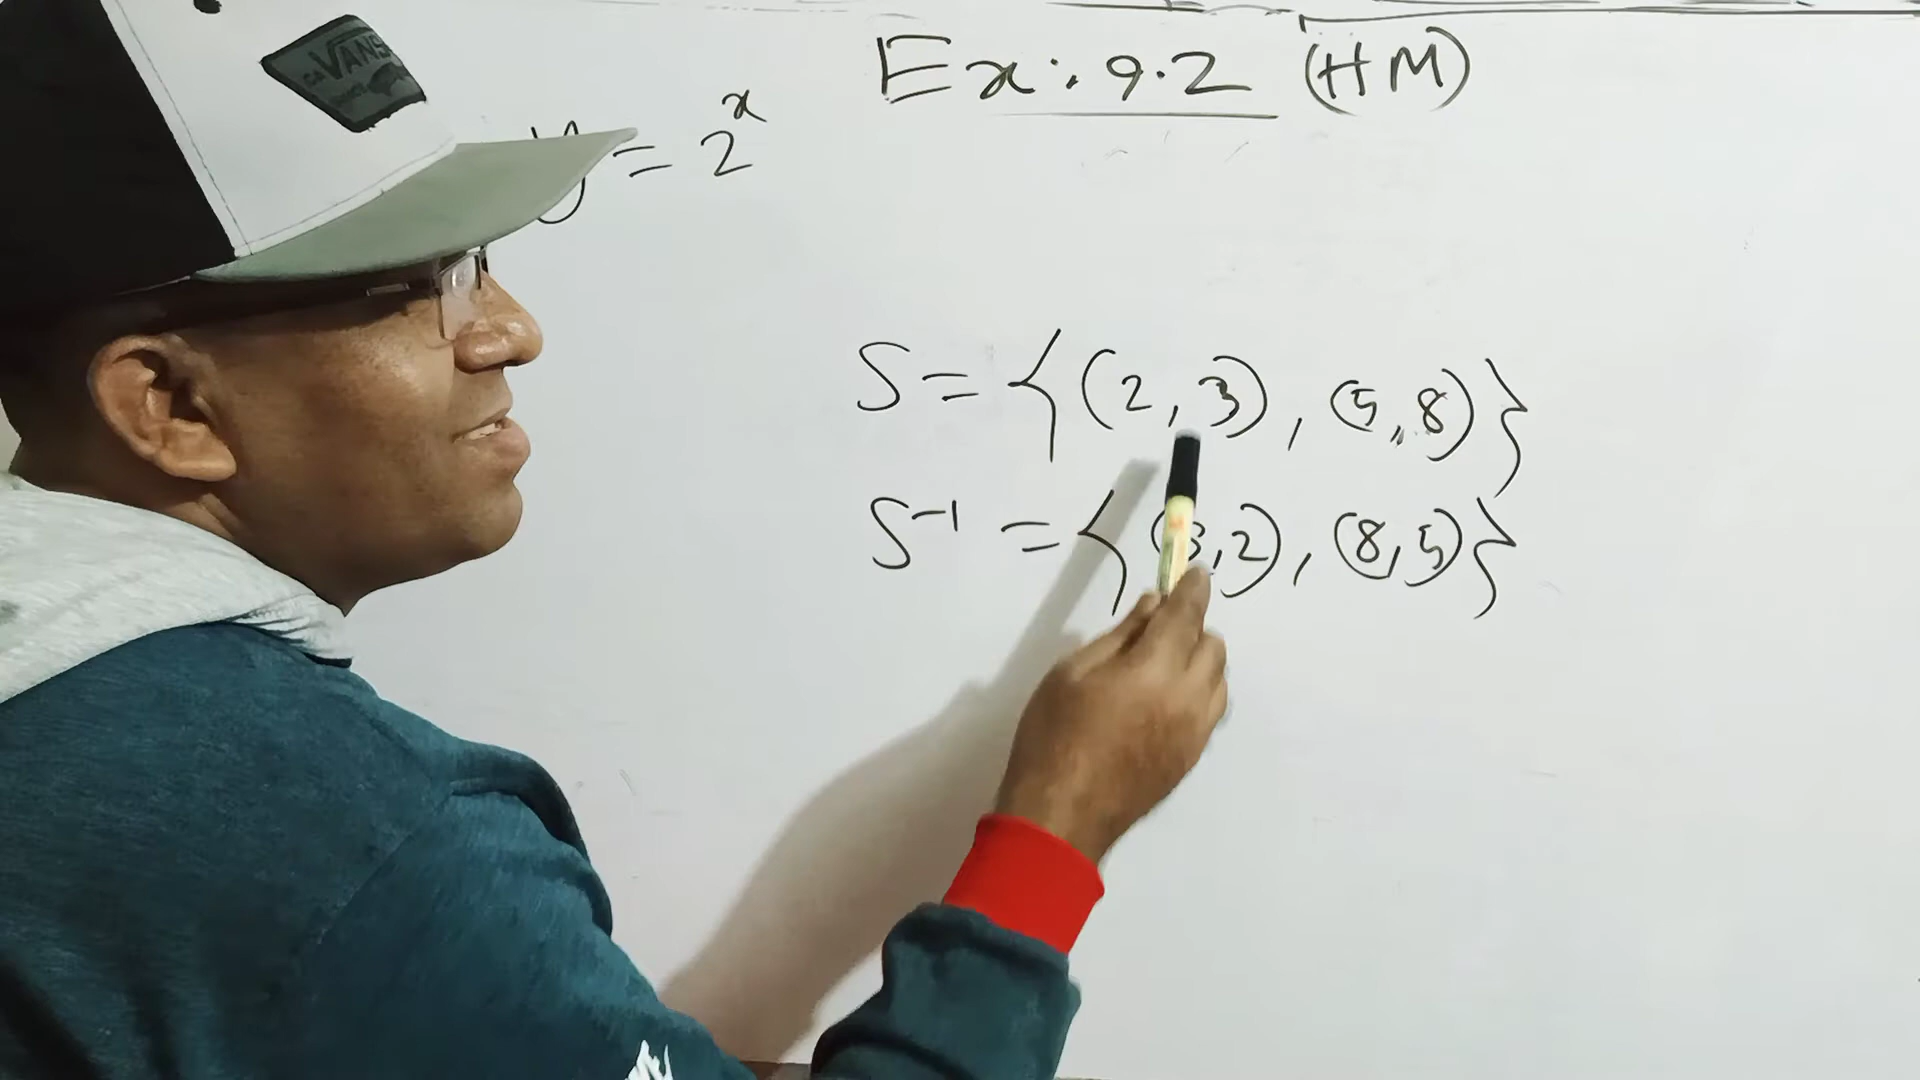 VANS
Ex:. 9.2 (HM)
y = 2^x
S = {(2, 3), (5, 8)}
S^-1 = {(3, 2), (8, 5)}